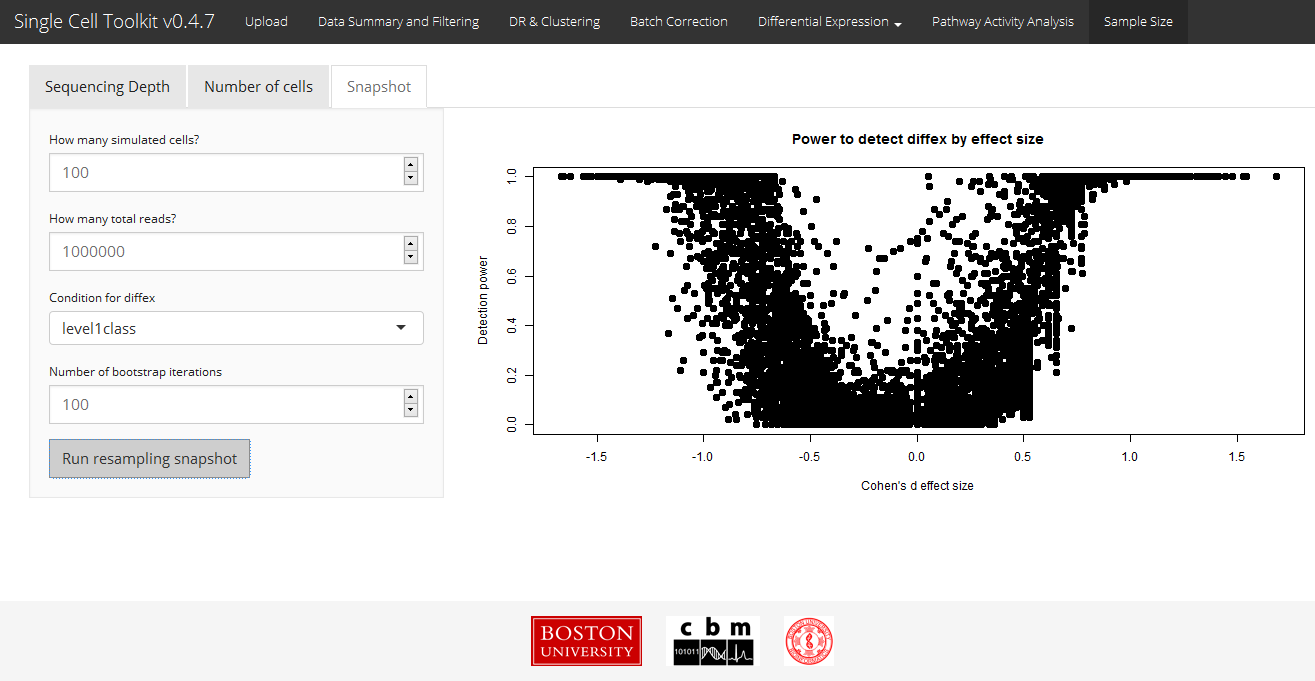 Single Cell Toolkit v0.4.7 Upload Data Summary and Filtering DR & Clustering Batch Correction Differential Expression Pathway Activity Analysis Sample Size
Sequencing Depth Number of cells Snapshot
How many simulated cells?
100
How many total reads?
1000000
Condition for diffex
level1class
Number of bootstrap iterations
100
Run resampling snapshot
Power to detect diffex by effect size
Detection power
1.0
0.8
0.6
0.4
0.2
0.0
-1.5 -1.0 -0.5 0.0 0.5 1.0 1.5
Cohen's d effect size
BOSTON
UNIVERSITY
c b m
101011